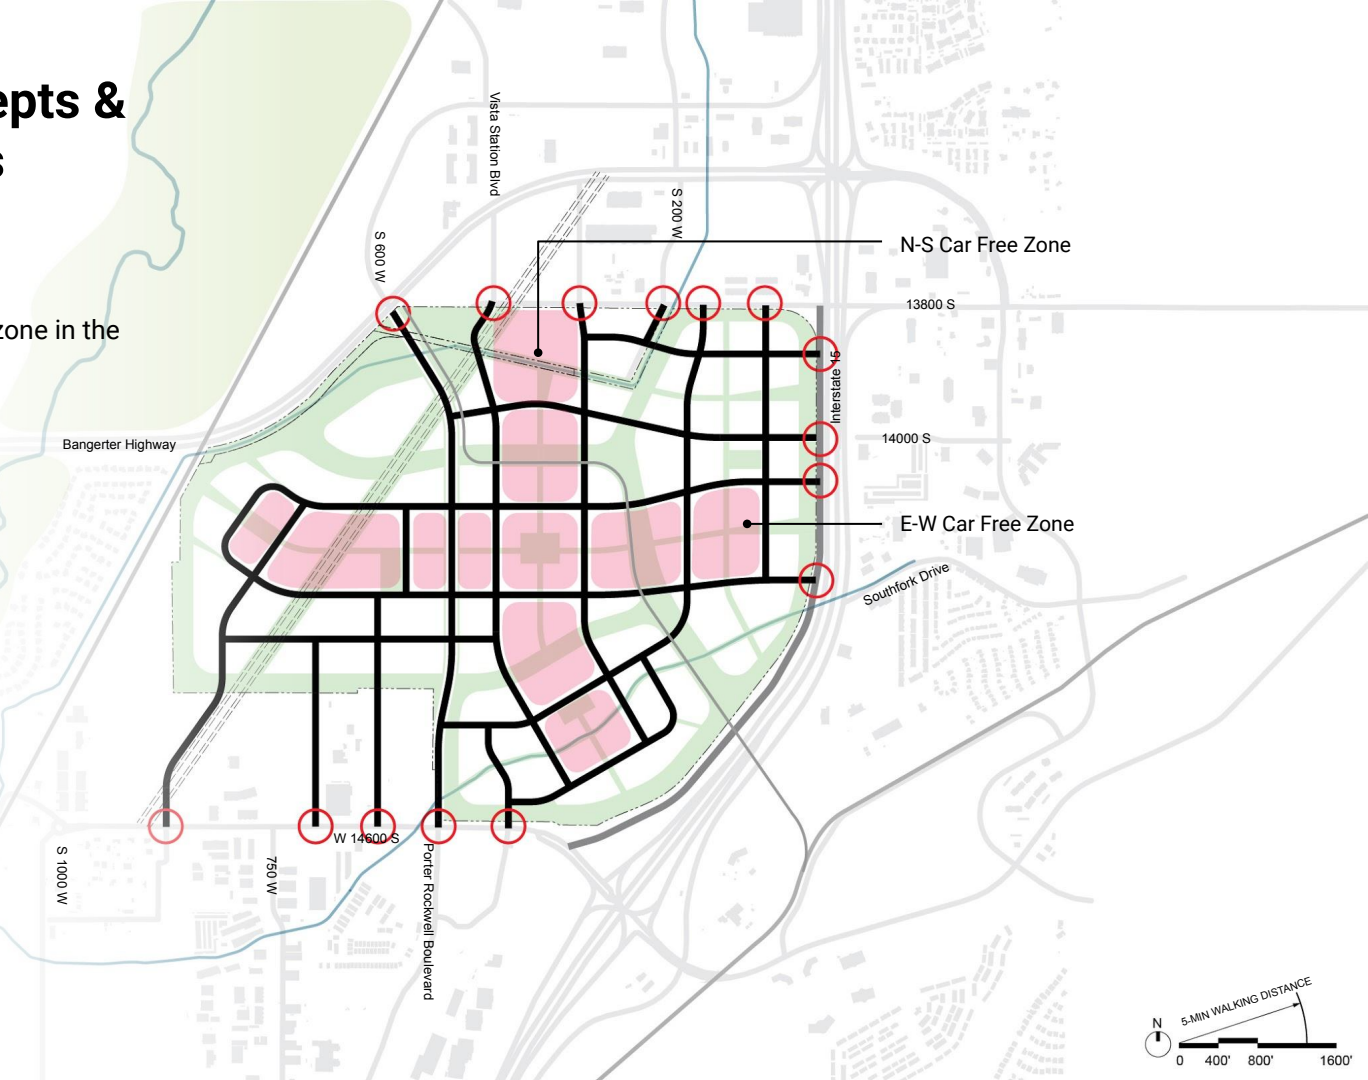 epts &
s
zone in the
Vista Station Blvd
S 200 W
S 600 W
N-S Car Free Zone
13800 S
Interstate 15
Bangerter Highway
14000 S
E-W Car Free Zone
Southfork Drive
W 14600 S
S 1000 W
750 W
Porter Rockwell Boulevard
5-MIN WALKING DISTANCE
N
0 400' 800' 1600'